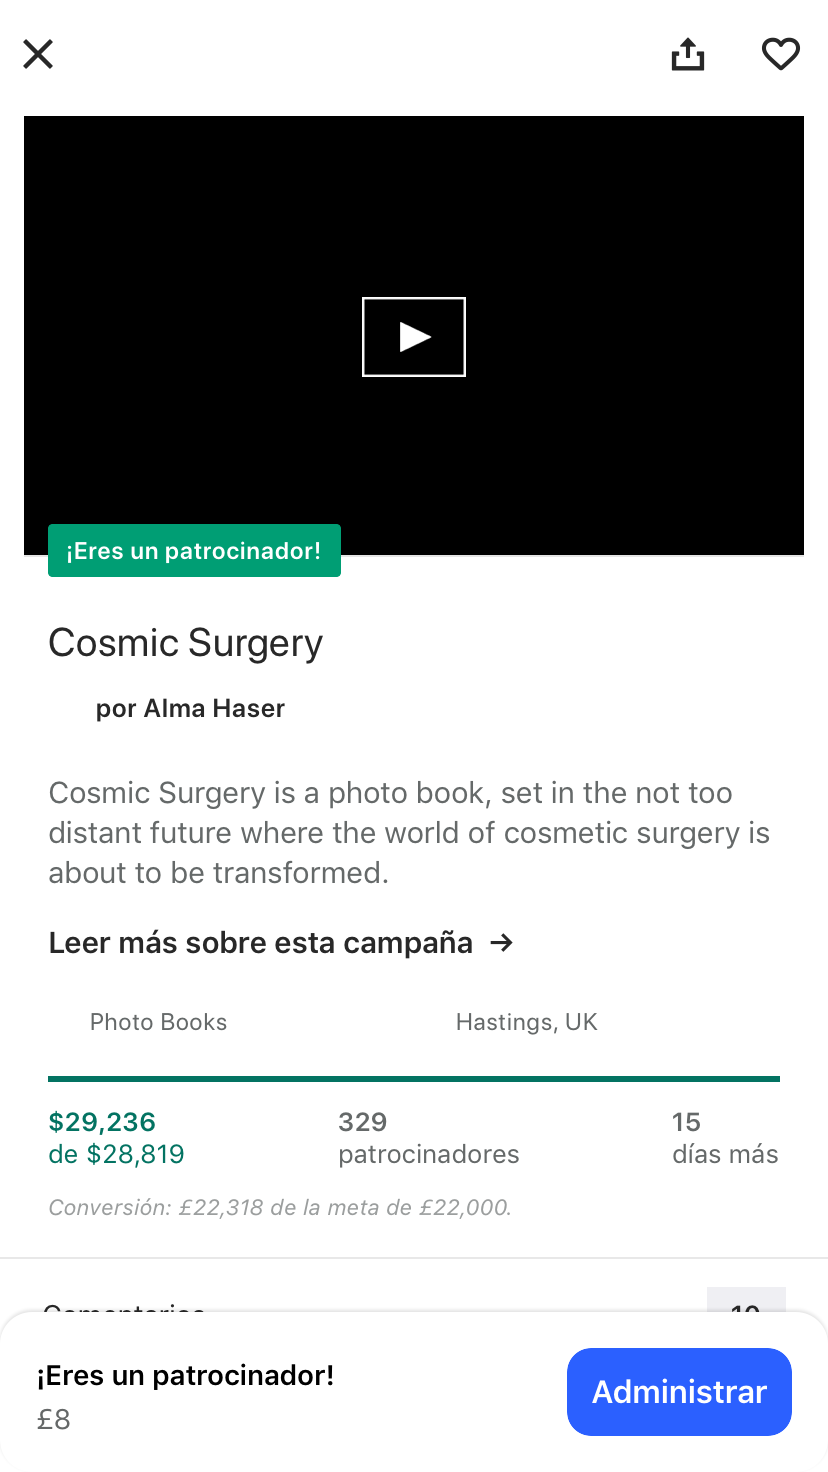 ¡Eres un patrocinador!
Cosmic Surgery
por Alma Haser
Cosmic Surgery is a photo book, set in the not too
distant future where the world of cosmetic surgery is
about to be transformed.
Leer más sobre esta campaña →
Photo Books
Hastings, UK
$29,236
de $28,819
329
patrocinadores
15
días más
Conversión: £22,318 de la meta de £22,000.
Comentarios
10
¡Eres un patrocinador!
£8
Administrar